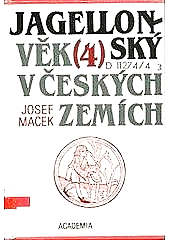 JAGELLON-
VĚK (4) SKÝ
D 11274/4 3
V ČESKÝCH
JOSEF MACEK
ZEMÍCH
ACADEMIA